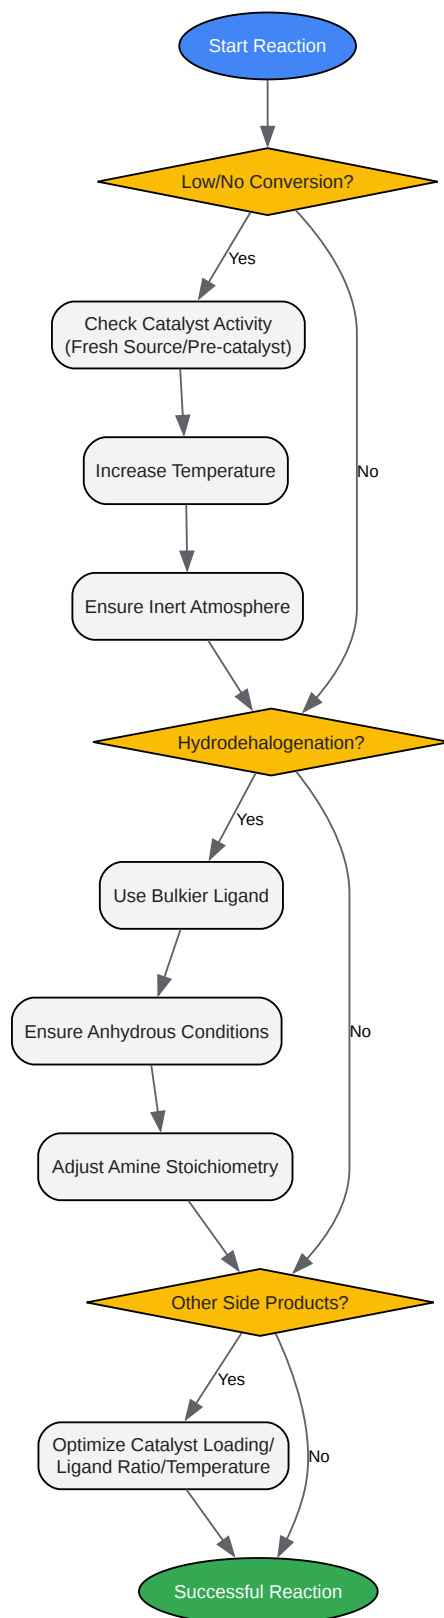 Start Reaction
Low/No Conversion?
Yes
Check Catalyst Activity
(Fresh Source/Pre-catalyst)
Increase Temperature
No
Ensure Inert Atmosphere
Hydrodehalogenation?
Yes
Use Bulkier Ligand
Ensure Anhydrous Conditions
No
Adjust Amine Stoichiometry
Other Side Products?
Yes
Optimize Catalyst Loading/
Ligand Ratio/Temperature
No
Successful Reaction